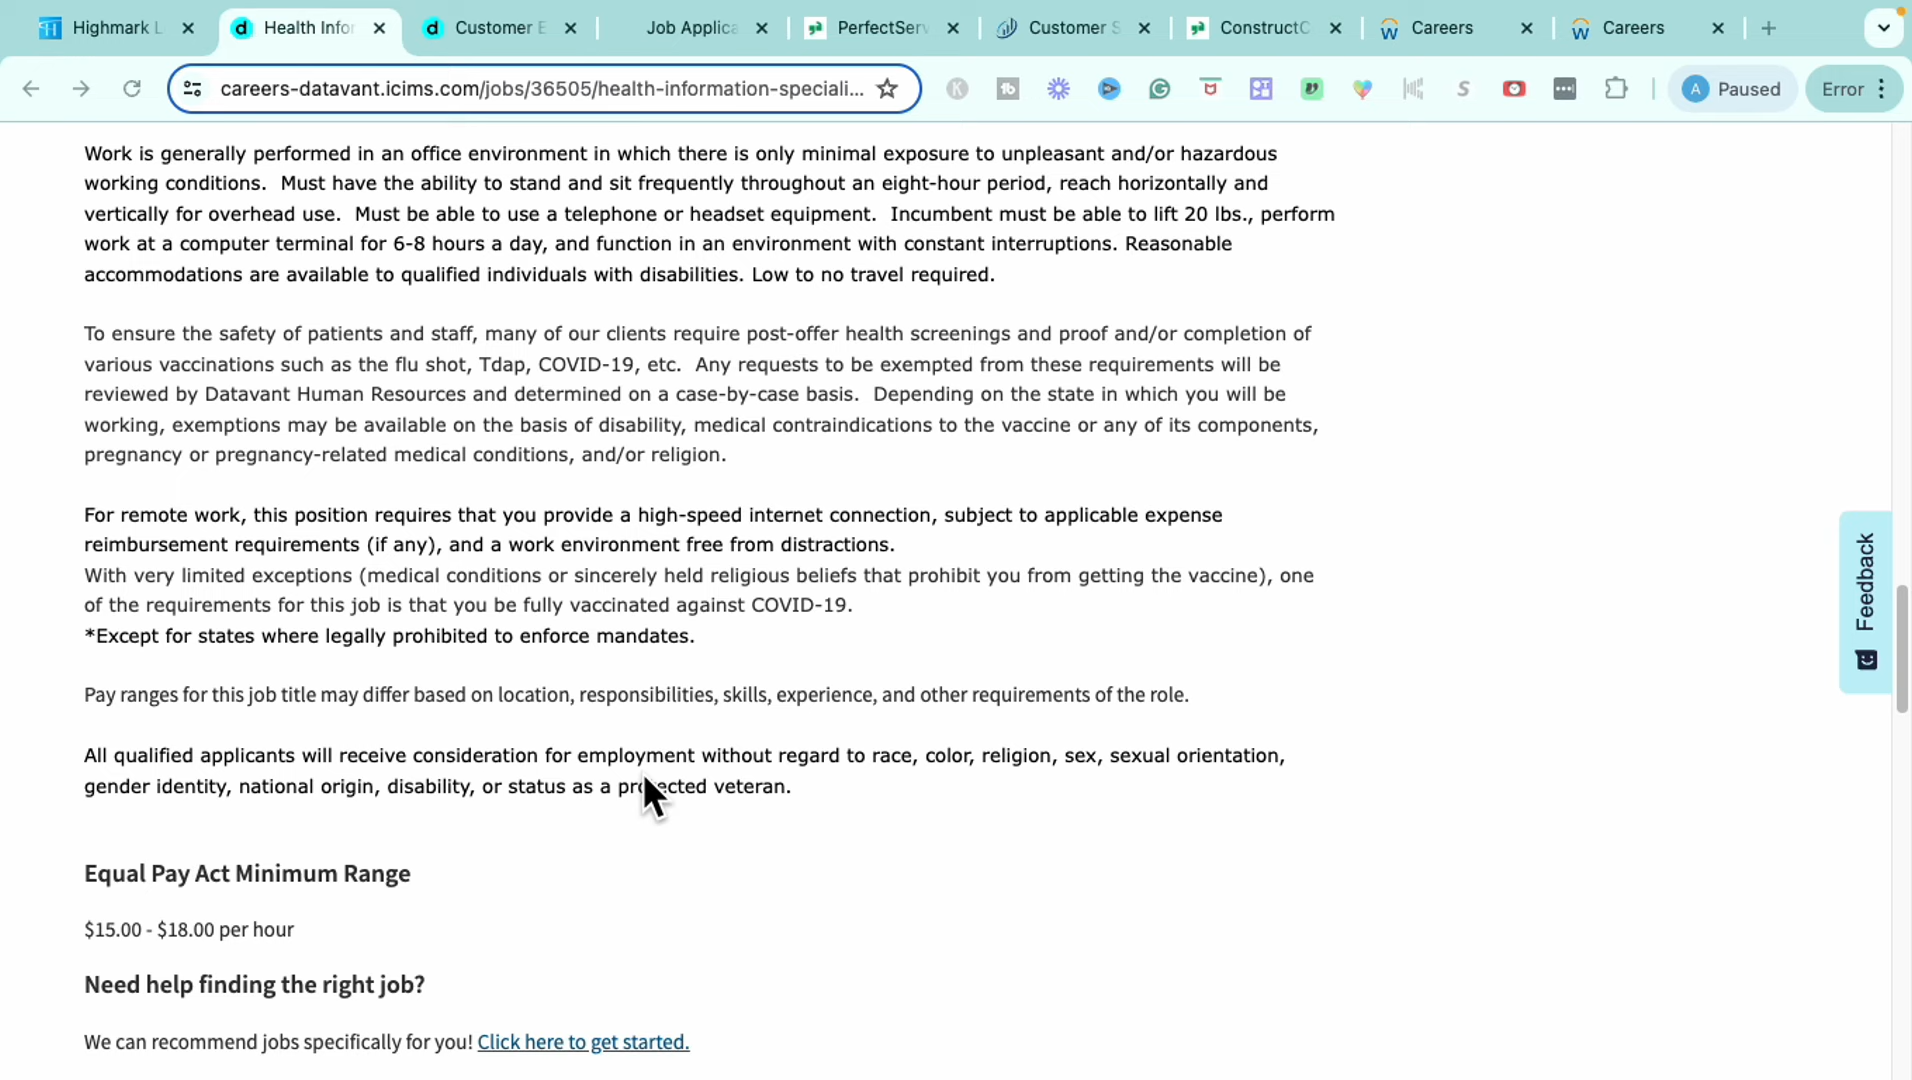 Highmark L
Health Infor
Customer E
Job Applica
PerfectServ
Customer S
ConstructC
Careers
Careers
careers-datavant.icims.com/jobs/36505/health-information-speciali...
A
Paused
Error
Work is generally performed in an office environment in which there is only minimal exposure to unpleasant and/or hazardous
working conditions.  Must have the ability to stand and sit frequently throughout an eight-hour period, reach horizontally and
vertically for overhead use.  Must be able to use a telephone or headset equipment.  Incumbent must be able to lift 20 lbs., perform
work at a computer terminal for 6-8 hours a day, and function in an environment with constant interruptions. Reasonable
accommodations are available to qualified individuals with disabilities. Low to no travel required.
To ensure the safety of patients and staff, many of our clients require post-offer health screenings and proof and/or completion of
various vaccinations such as the flu shot, Tdap, COVID-19, etc.  Any requests to be exempted from these requirements will be
reviewed by Datavant Human Resources and determined on a case-by-case basis.  Depending on the state in which you will be
working, exemptions may be available on the basis of disability, medical contraindications to the vaccine or any of its components,
pregnancy or pregnancy-related medical conditions, and/or religion.
For remote work, this position requires that you provide a high-speed internet connection, subject to applicable expense
reimbursement requirements (if any), and a work environment free from distractions.
With very limited exceptions (medical conditions or sincerely held religious beliefs that prohibit you from getting the vaccine), one
of the requirements for this job is that you be fully vaccinated against COVID-19.
*Except for states where legally prohibited to enforce mandates.
Pay ranges for this job title may differ based on location, responsibilities, skills, experience, and other requirements of the role.
All qualified applicants will receive consideration for employment without regard to race, color, religion, sex, sexual orientation,
gender identity, national origin, disability, or status as a protected veteran.
Equal Pay Act Minimum Range
$15.00 - $18.00 per hour
Need help finding the right job?
We can recommend jobs specifically for you! Click here to get started.
Feedback